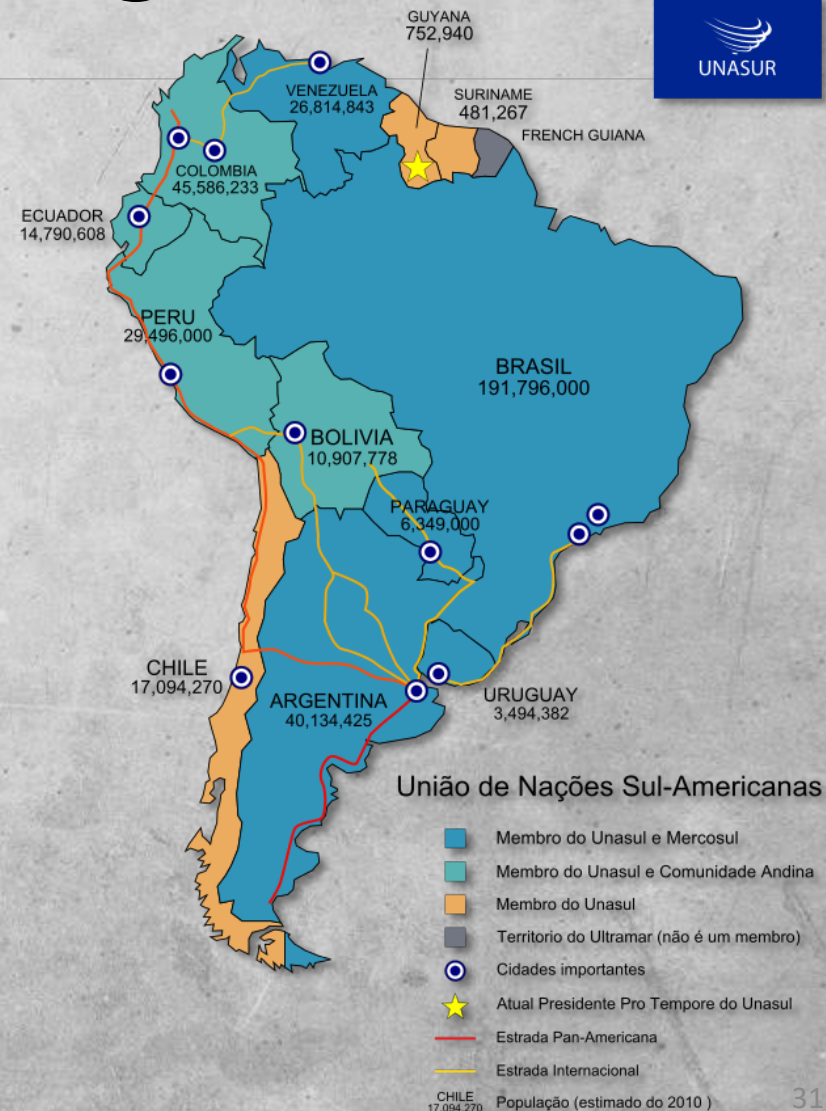 GUYANA
752,940
UNASUR
VENEZUELA
26,814,843
SURINAME
481,267
FRENCH GUIANA
COLOMBIA
45,586,233
ECUADOR
14,790,608
PERU
29,496,000
BRASIL
191,796,000
BOLIVIA
10,907,778
PARAGUAY
6,349,000
CHILE
17,094,270
ARGENTINA
40,134,425
URUGUAY
3,494,382
União de Nações Sul-Americanas
Membro do Unasul e Mercosul
Membro do Unasul e Comunidade Andina
Membro do Unasul
Territorio do Ultramar (não é um membro)
Cidades importantes
Atual Presidente Pro Tempore do Unasul
Estrada Pan-Americana
Estrada Internacional
CHILE
17,094,270
População (estimado do 2010 )
31